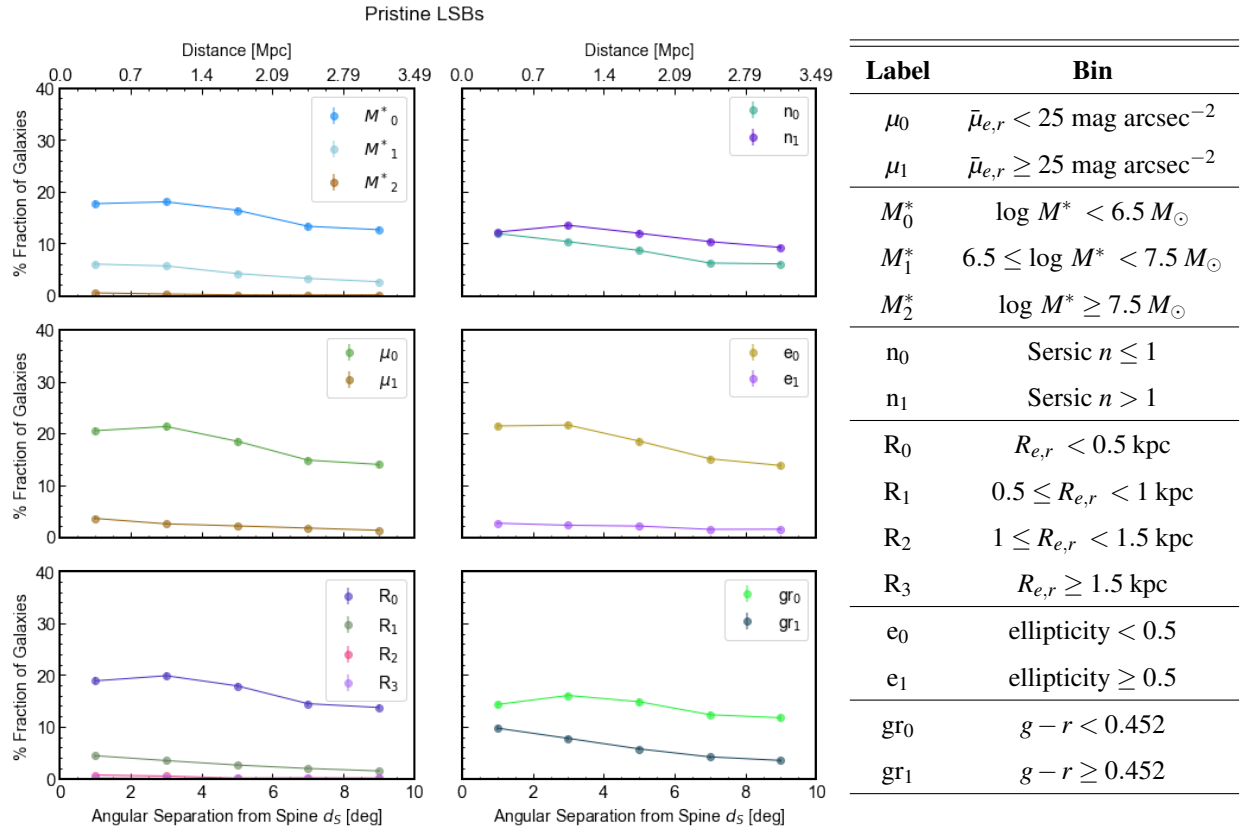 Pristine LSBs
Distance [Mpc]
0.0 0.7 1.4 2.09 2.79 3.49
Distance [Mpc]
0.0 0.7 1.4 2.09 2.79 3.49
% Fraction of Galaxies
40
30
20
10
0
M*₀
M*₁
M*₂
n₀
n₁
% Fraction of Galaxies
40
30
20
10
0
μ₀
μ₁
e₀
e₁
% Fraction of Galaxies
40
30
20
10
0
R₀
R₁
R₂
R₃
gr₀
gr₁
0 2 4 6 8 10
Angular Separation from Spine d_S [deg]
0 2 4 6 8 10
Angular Separation from Spine d_S [deg]
Label Bin
μ₀ μ̄_{e,r} < 25 mag arcsec⁻²
μ₁ μ̄_{e,r} ≥ 25 mag arcsec⁻²
M*₀ log M* < 6.5 M⊙
M*₁ 6.5 ≤ log M* < 7.5 M⊙
M*₂ log M* ≥ 7.5 M⊙
n₀ Sersic n ≤ 1
n₁ Sersic n > 1
R₀ R_{e,r} < 0.5 kpc
R₁ 0.5 ≤ R_{e,r} < 1 kpc
R₂ 1 ≤ R_{e,r} < 1.5 kpc
R₃ R_{e,r} ≥ 1.5 kpc
e₀ ellipticity < 0.5
e₁ ellipticity ≥ 0.5
gr₀ g − r < 0.452
gr₁ g − r ≥ 0.452